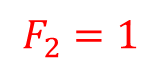 F₂ = 1